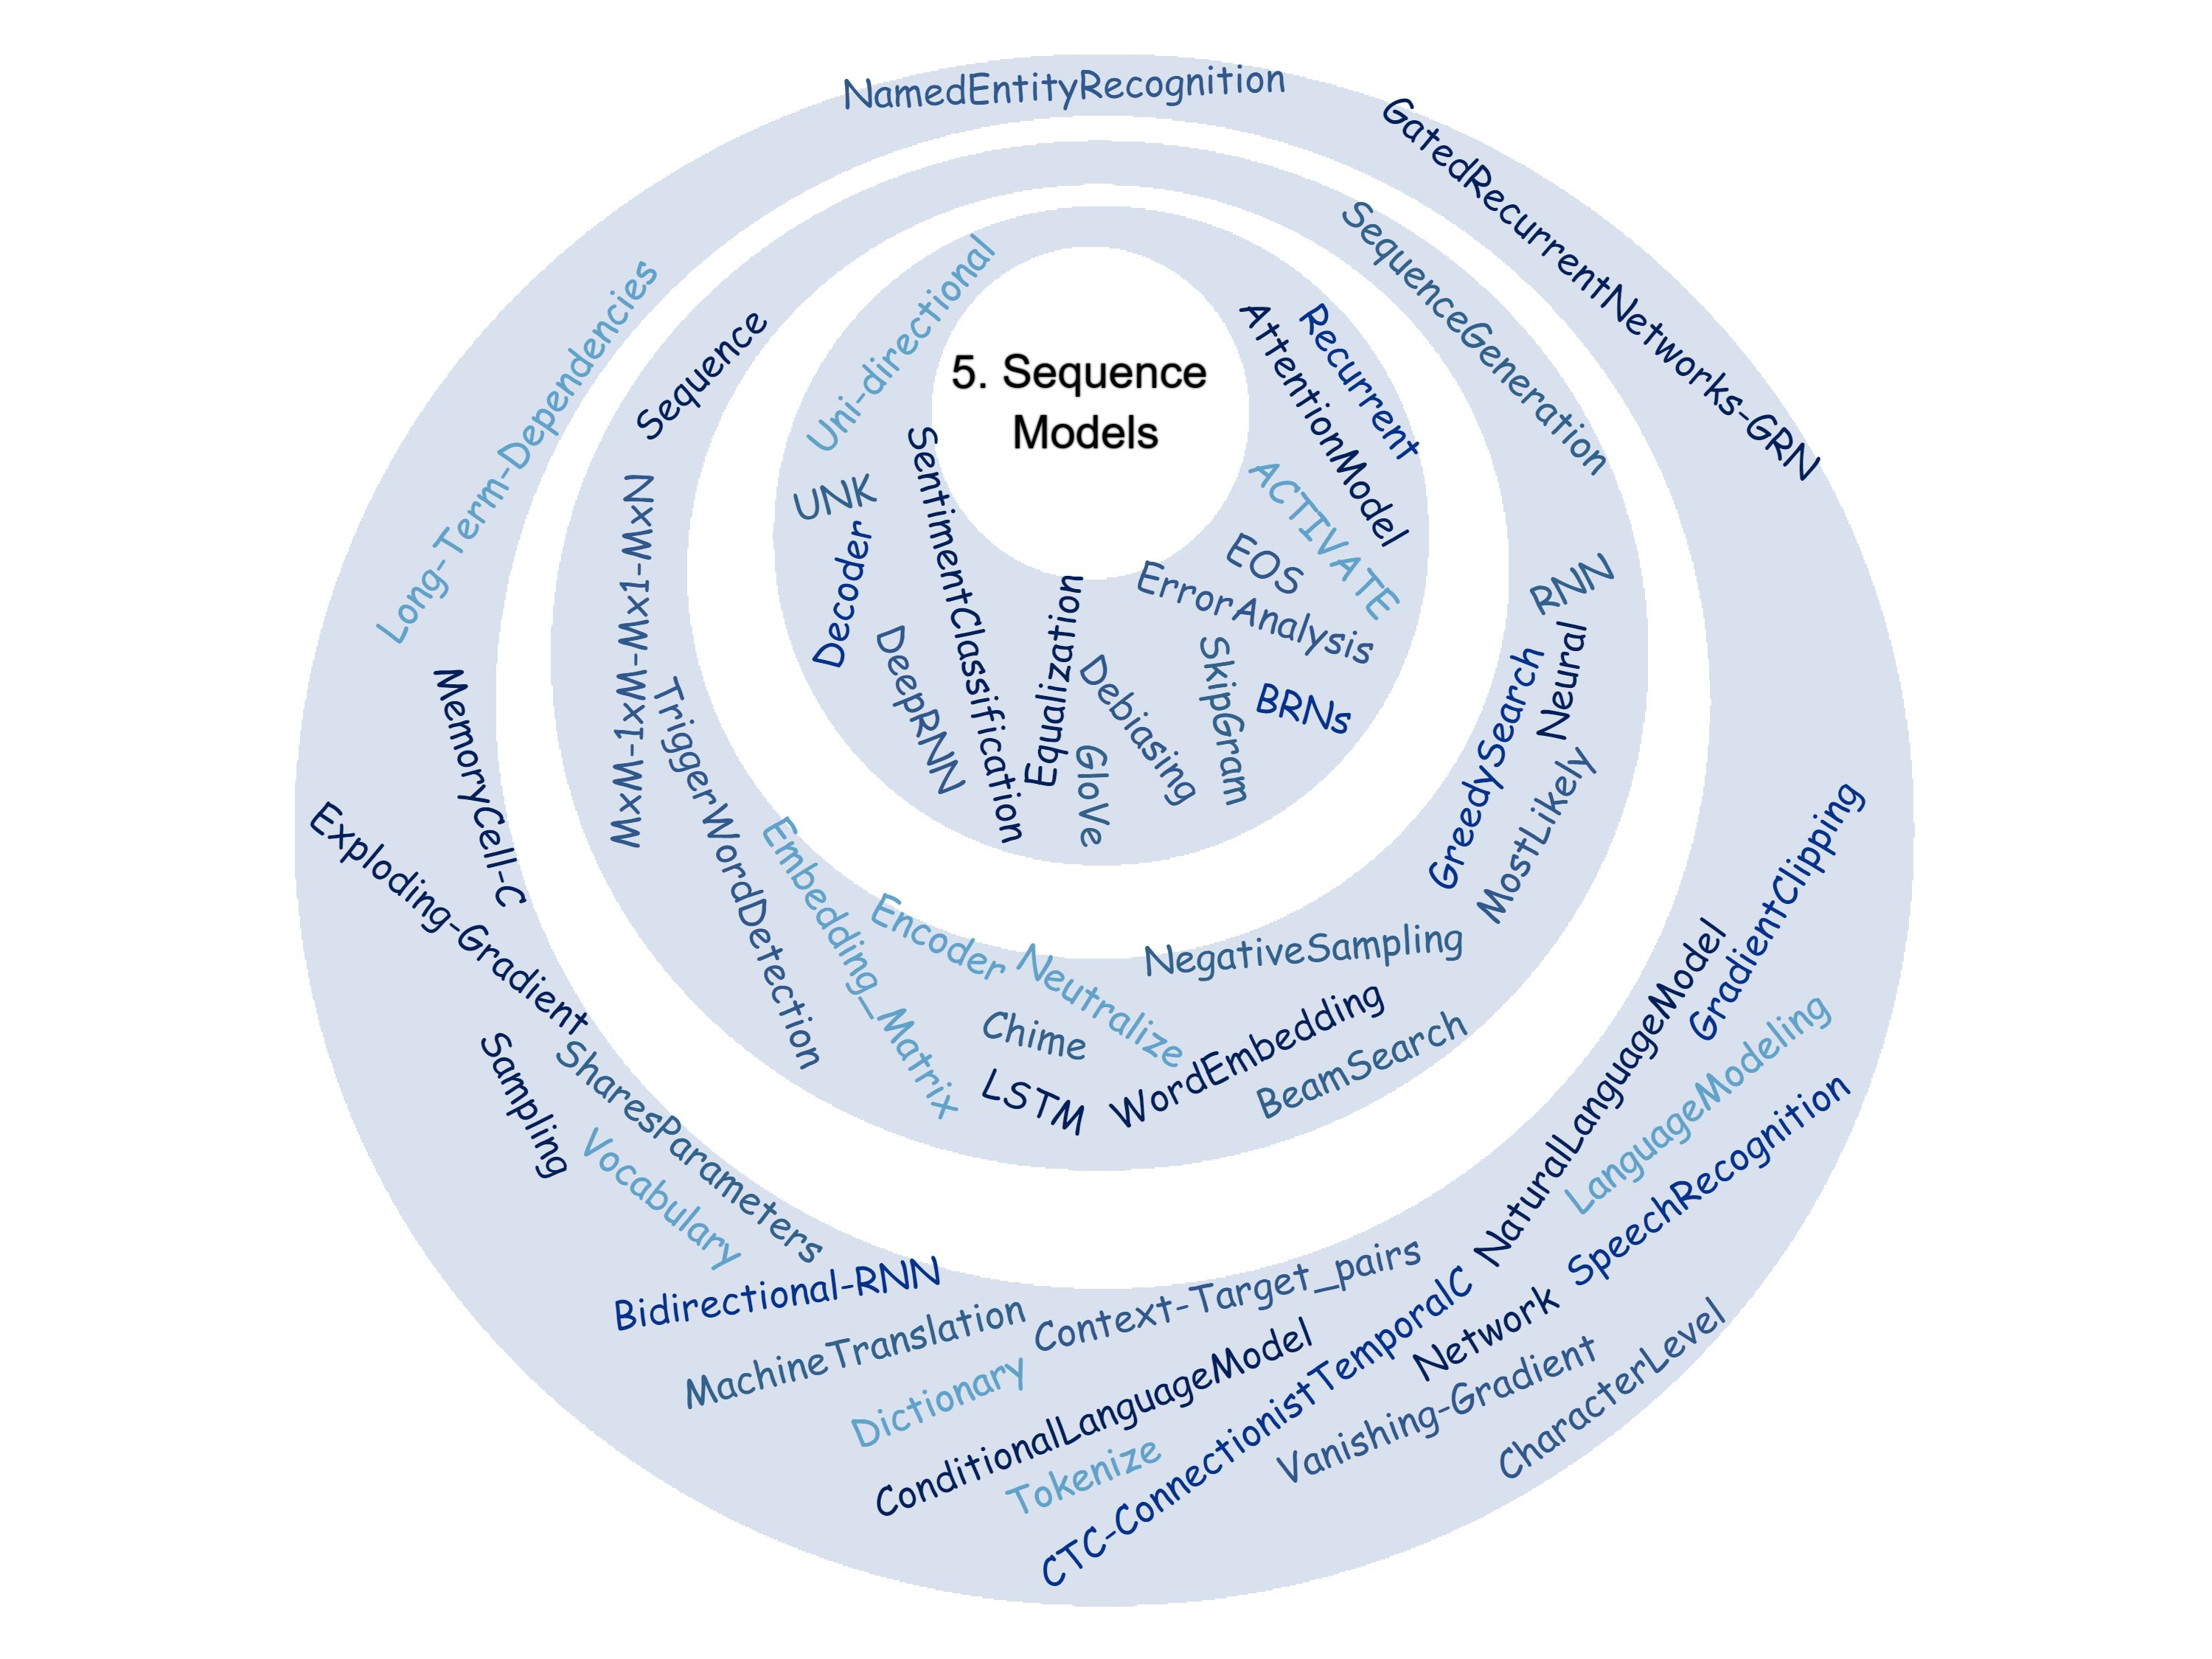 NamedEntityRecognition
GatedRecurrentNetworks-GRN
Long-Term-Dependencies
SequenceGeneration
Sequence
Uni-directional
5. Sequence
Models
Recurrent
AttentionModel
ACTIVATE
UNK
SentimentClassification
Decoder
EOS
ErrorAnalysis
RNN
Neural
GreedySearch
MostLikely
WxW-WxW-1xWx-W-Mx1-MxN
TriggerWordDetection
DeepRNN
Equalization
Debiasing
GloVe
SkipGram
BRNs
MemoryCell-C
Exploding-Gradient
Embedding_Matrix
Encoder
Neutralize
NegativeSampling
Chime
LSTM
WordEmbedding
BeamSearch
GradientClipping
NaturalLanguageModel
LanguageModeling
SpeechRecognition
Sampling
SharesParameters
Vocabulary
Bidirectional-RNN
MachineTranslation
Context-Target_pairs
Dictionary
ConditionalLanguageModel
Tokenize
CTC-ConnectionistTemporalC
Network
Vanishing-Gradient
CharacterLevel